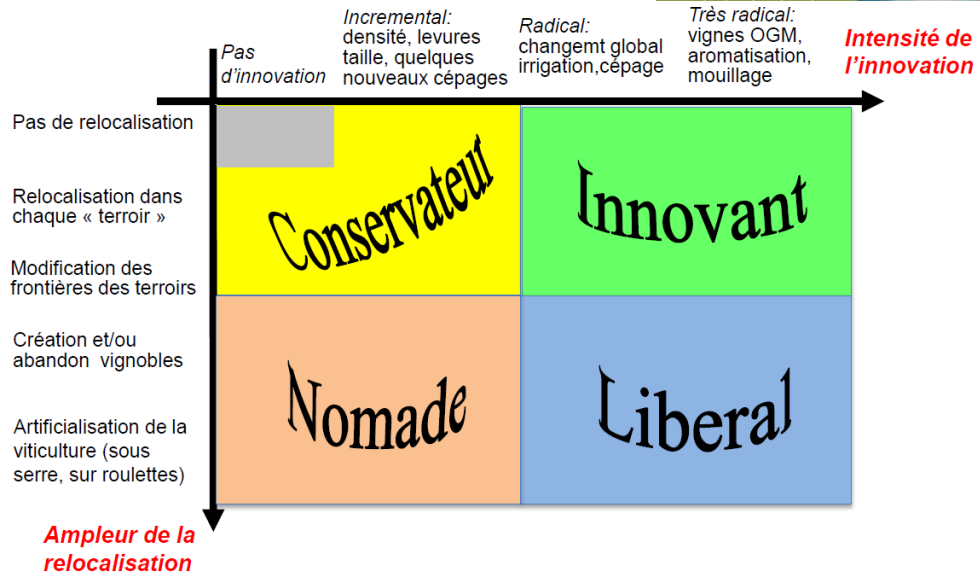 Pas
d'innovation
Incremental:
densité, levures
taille, quelques
nouveaux cépages
Radical:
changemt global
irrigation,cépage
Très radical:
vignes OGM,
aromatisation,
mouillage
Intensité de
l'innovation
Pas de relocalisation
Relocalisation dans
chaque « terroir »
Modification des
frontières des terroirs
Création et/ou
abandon vignobles
Artificialisation de la
viticulture (sous
serre, sur roulettes)
Conservateur
Innovant
Nomade
Liberal
Ampleur de la
relocalisation